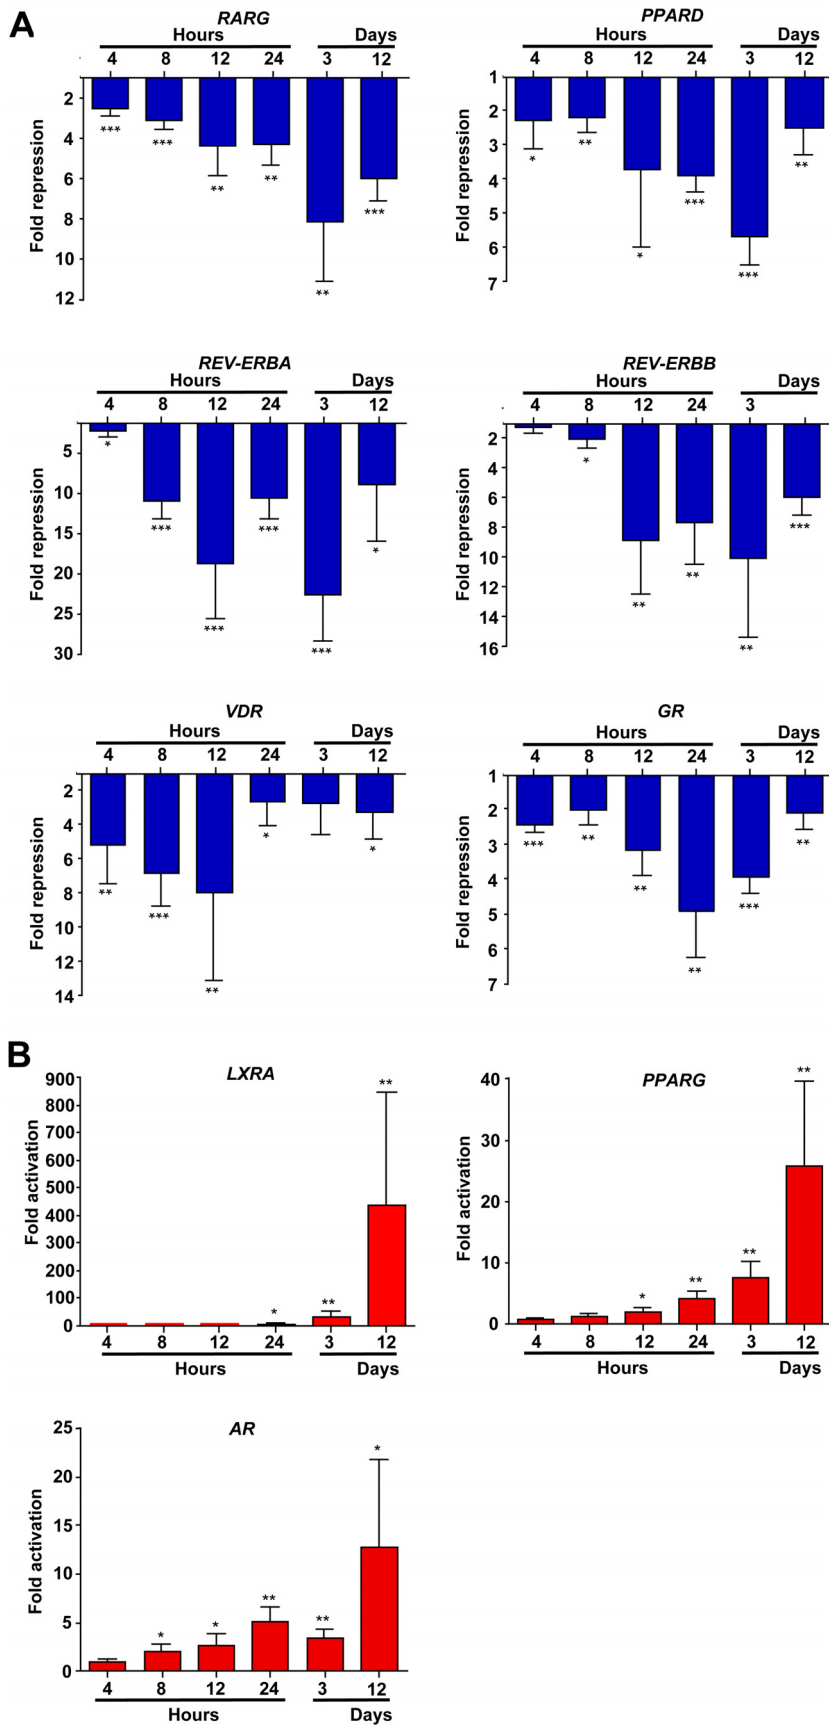 A
RARG
Hours Days
4 8 12 24 3 12
Fold repression
2
4
6
8
10
12
*** *** ** ** ** ***
PPARD
Hours Days
4 8 12 24 3 12
Fold repression
1
2
3
4
5
6
7
* ** * *** *** **
REV-ERBA
Hours Days
4 8 12 24 3 12
Fold repression
5
10
15
20
25
30
* *** *** *** *** *
REV-ERBB
Hours Days
4 8 12 24 3 12
Fold repression
2
4
6
8
10
12
14
16
* ** ** ** ***
VDR
Hours Days
4 8 12 24 3 12
Fold repression
2
4
6
8
10
12
14
** *** ** * *
GR
Hours Days
4 8 12 24 3 12
Fold repression
1
2
3
4
5
6
7
*** ** ** ** *** **
B
LXRA
Fold activation
900
800
700
600
500
400
300
200
100
0
* ** **
4 8 12 24 3 12
Hours Days
PPARG
Fold activation
40
30
20
10
0
* ** ** **
4 8 12 24 3 12
Hours Days
AR
Fold activation
25
20
15
10
5
0
* * ** ** *
4 8 12 24 3 12
Hours Days